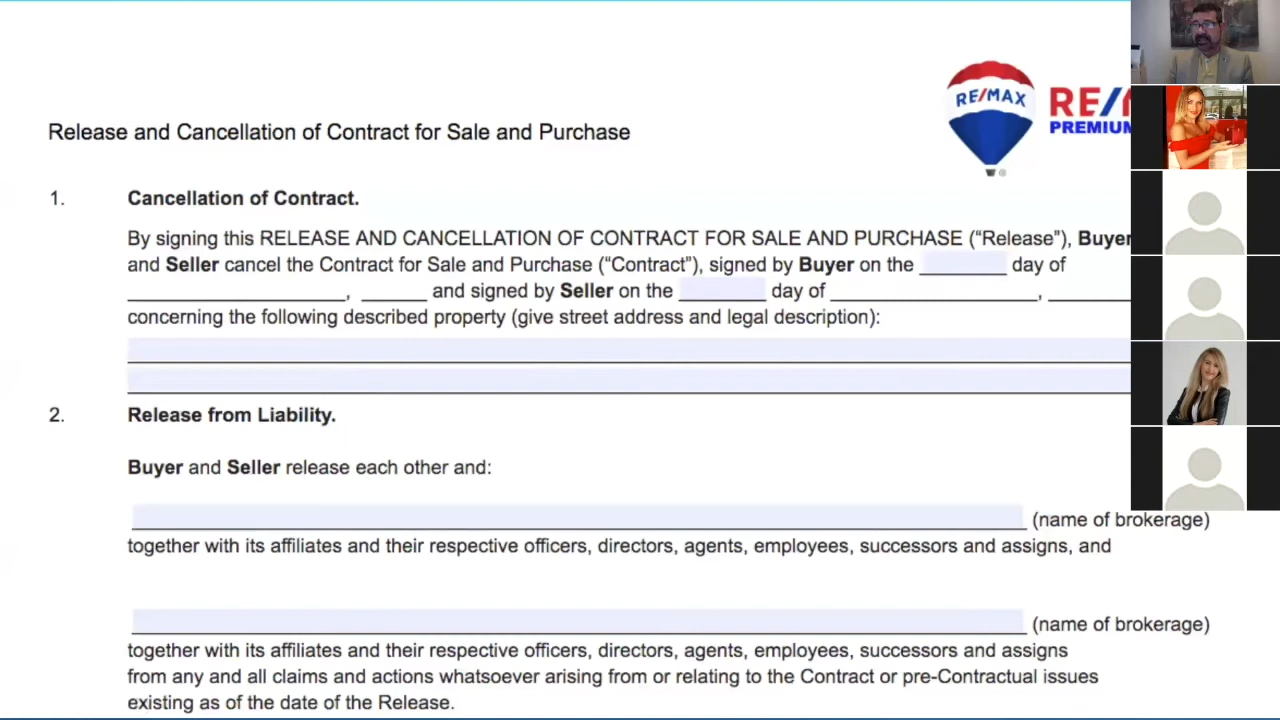 RE/MAX
RE/
PREMIUM
Release and Cancellation of Contract for Sale and Purchase
1. Cancellation of Contract.
By signing this RELEASE AND CANCELLATION OF CONTRACT FOR SALE AND PURCHASE (“Release”), Buyer
and Seller cancel the Contract for Sale and Purchase (“Contract”), signed by Buyer on the ________ day of
____________________, ______ and signed by Seller on the ________ day of ____________________, ________
concerning the following described property (give street address and legal description):
2. Release from Liability.
Buyer and Seller release each other and:
(name of brokerage)
together with its affiliates and their respective officers, directors, agents, employees, successors and assigns, and
(name of brokerage)
together with its affiliates and their respective officers, directors, agents, employees, successors and assigns
from any and all claims and actions whatsoever arising from or relating to the Contract or pre-Contractual issues
existing as of the date of the Release.